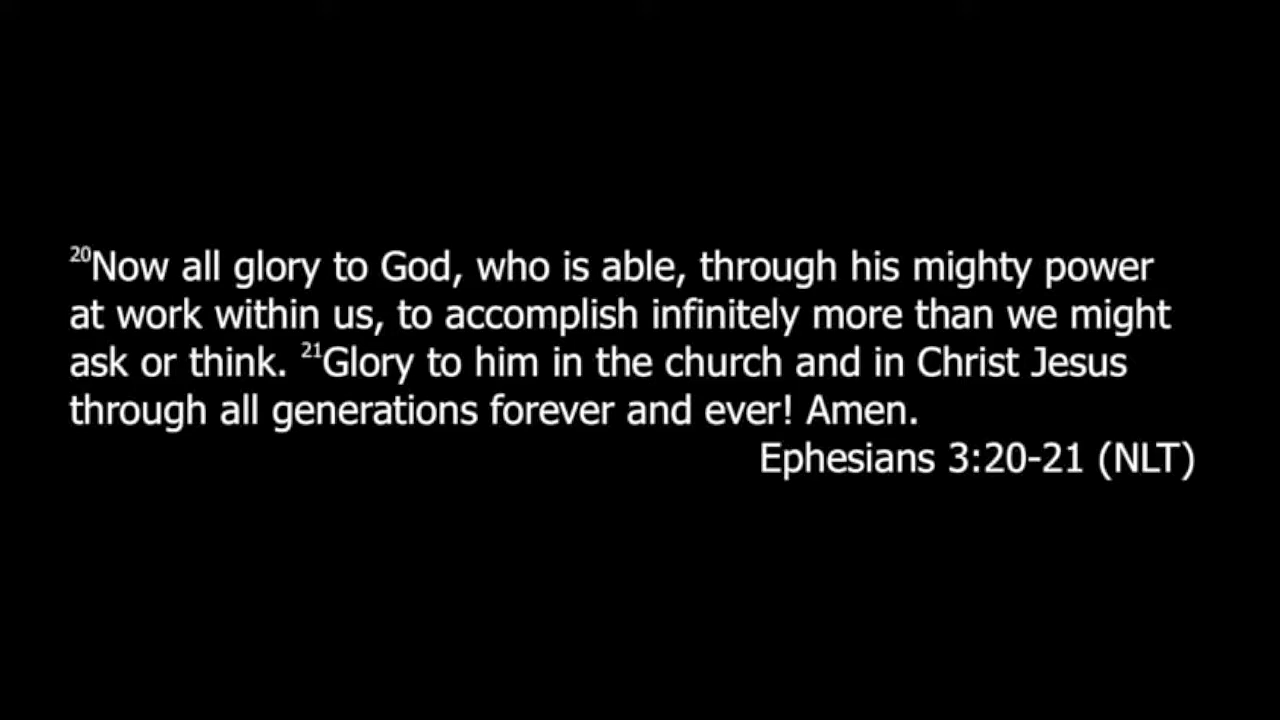 20Now all glory to God, who is able, through his mighty power
at work within us, to accomplish infinitely more than we might
ask or think. 21Glory to him in the church and in Christ Jesus
through all generations forever and ever! Amen.
Ephesians 3:20-21 (NLT)